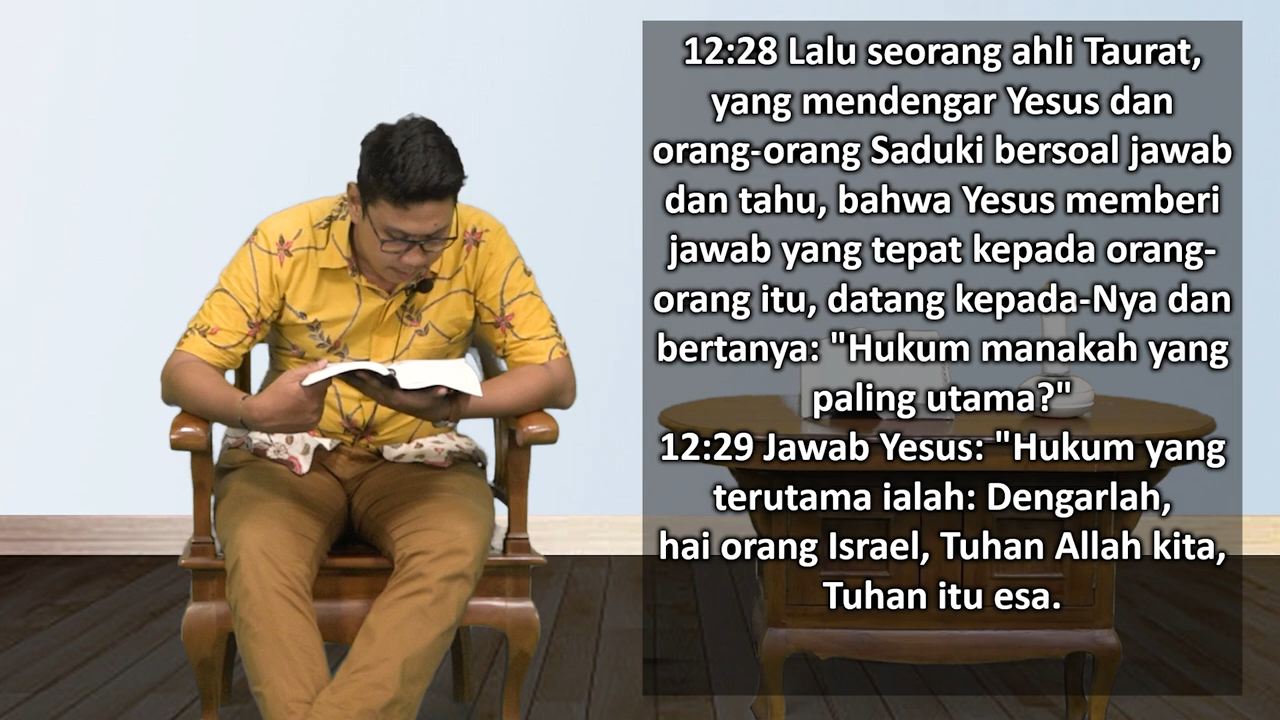 12:28 Lalu seorang ahli Taurat,
yang mendengar Yesus dan
orang-orang Saduki bersoal jawab
dan tahu, bahwa Yesus memberi
jawab yang tepat kepada orang-
orang itu, datang kepada-Nya dan
bertanya: "Hukum manakah yang
paling utama?"
12:29 Jawab Yesus: "Hukum yang
terutama ialah: Dengarlah,
hai orang Israel, Tuhan Allah kita,
Tuhan itu esa.